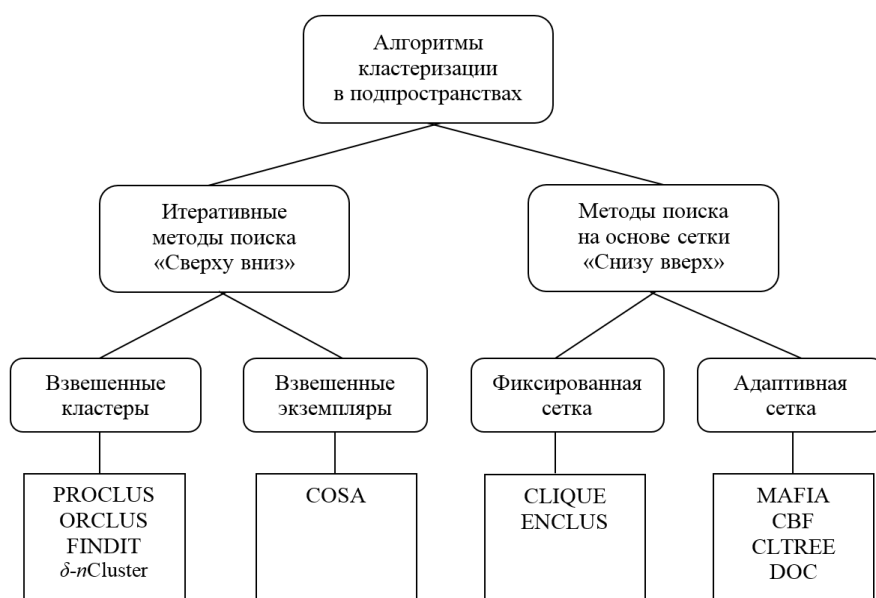 Алгоритмы
кластеризации
в подпространствах
Итеративные
методы поиска
«Сверху вниз»
Методы поиска
на основе сетки
«Снизу вверх»
Взвешенные
кластеры
Взвешенные
экземпляры
Фиксированная
сетка
Адаптивная
сетка
PROCLUS
ORCLUS
FINDIT
δ-nCluster
COSA
CLIQUE
ENCLUS
MAFIA
CBF
CLTREE
DOC